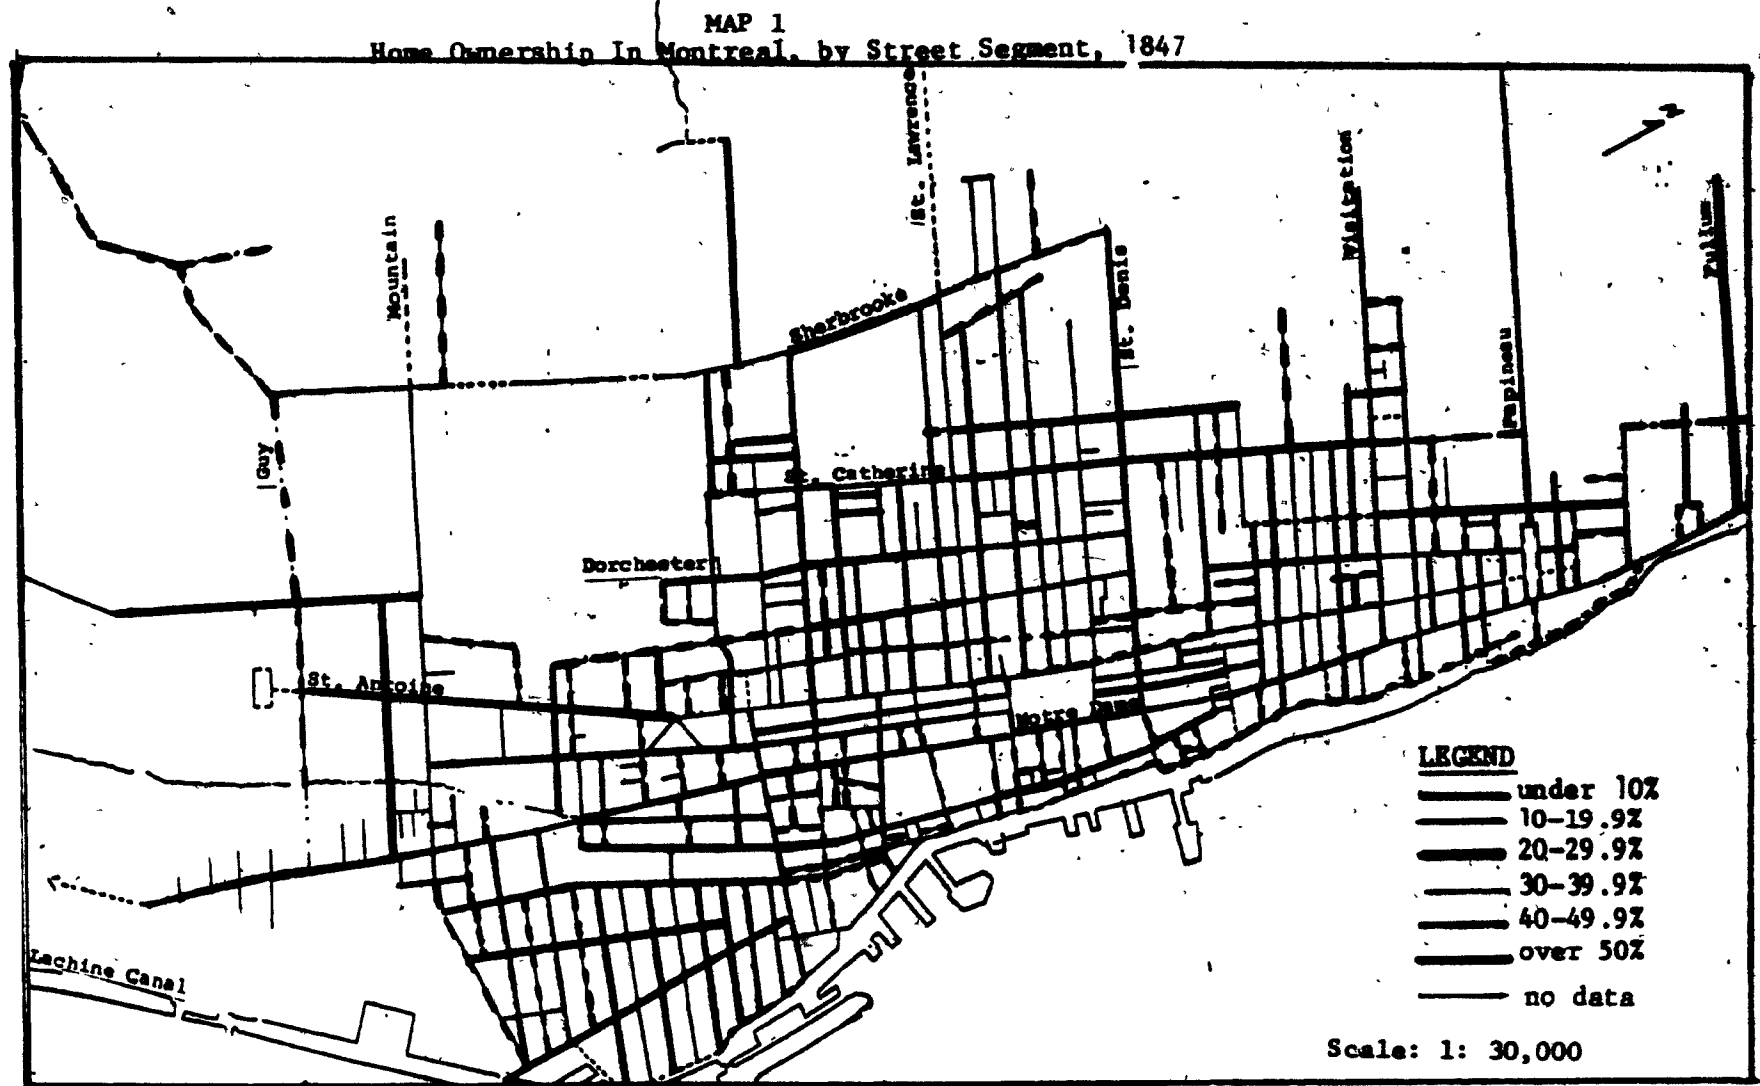 MAP 1
Home Ownership In Montreal, by Street Segment, 1847
St. Lawrence
Visitation
N
Mountain
Fullum
St. Denis
Sherbrooke
Papineau
Guy
St. Catherine
Dorchester
St. Antoine
Notre Dame
LEGEND
under 10%
10-19.9%
20-29.9%
30-39.9%
40-49.9%
over 50%
no data
Lachine Canal
Scale: 1: 30,000